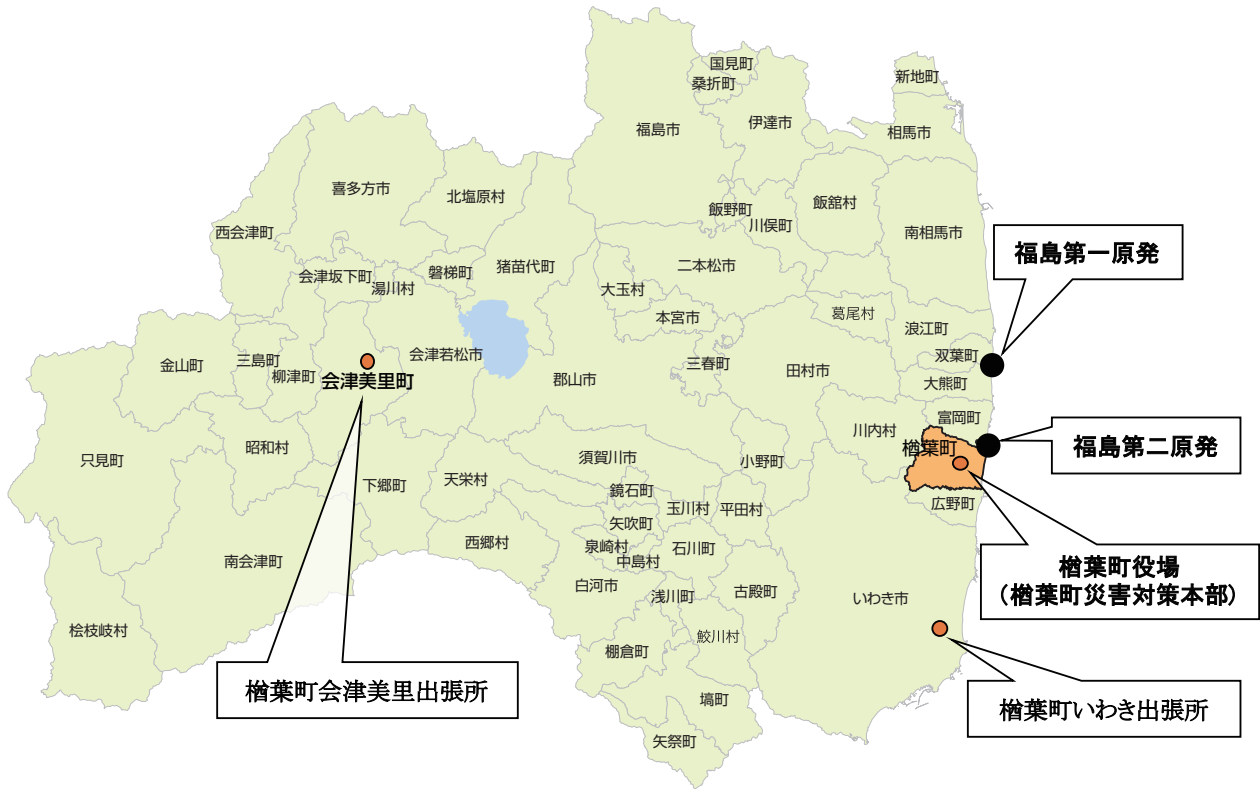 国見町
桑折町
新地町
福島市
伊達市
相馬市
喜多方市
北塩原村
飯野町
飯舘村
川俣町
西会津町
南相馬市
福島第一原発
会津坂下町
湯川村
磐梯町
猪苗代町
二本松市
大玉村
本宮市
葛尾村
浪江町
双葉町
金山町
三島町
柳津町
会津若松市
会津美里町
郡山市
三春町
田村市
大熊町
富岡町
川内村
楢葉町
福島第二原発
只見町
昭和村
下郷町
天栄村
須賀川市
小野町
鏡石町
玉川村
平田村
広野町
矢吹町
西郷村
泉崎村
中島村
石川町
南会津町
白河市
浅川町
古殿町
いわき市
楢葉町役場
（楢葉町災害対策本部）
桧枝岐村
棚倉町
鮫川村
楢葉町会津美里出張所
塙町
楢葉町いわき出張所
矢祭町